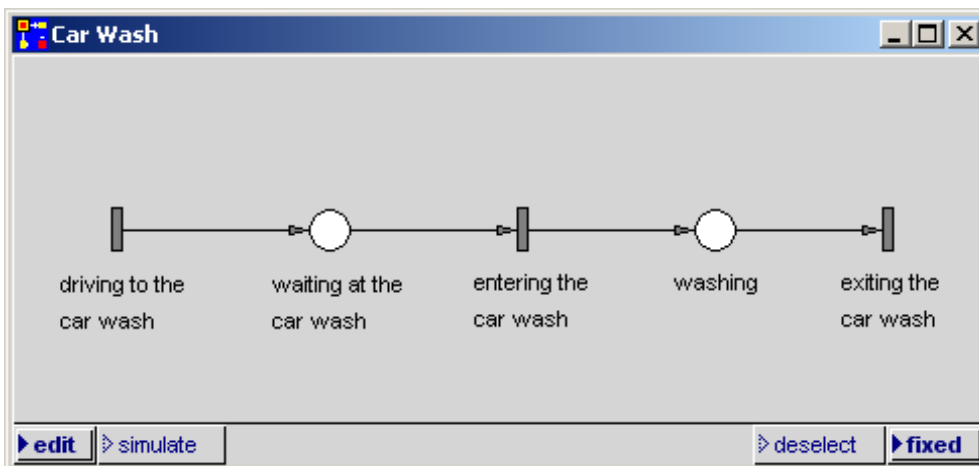 Car Wash
driving to the
car wash
waiting at the
car wash
entering the
car wash
washing
exiting the
car wash
edit
simulate
deselect
fixed